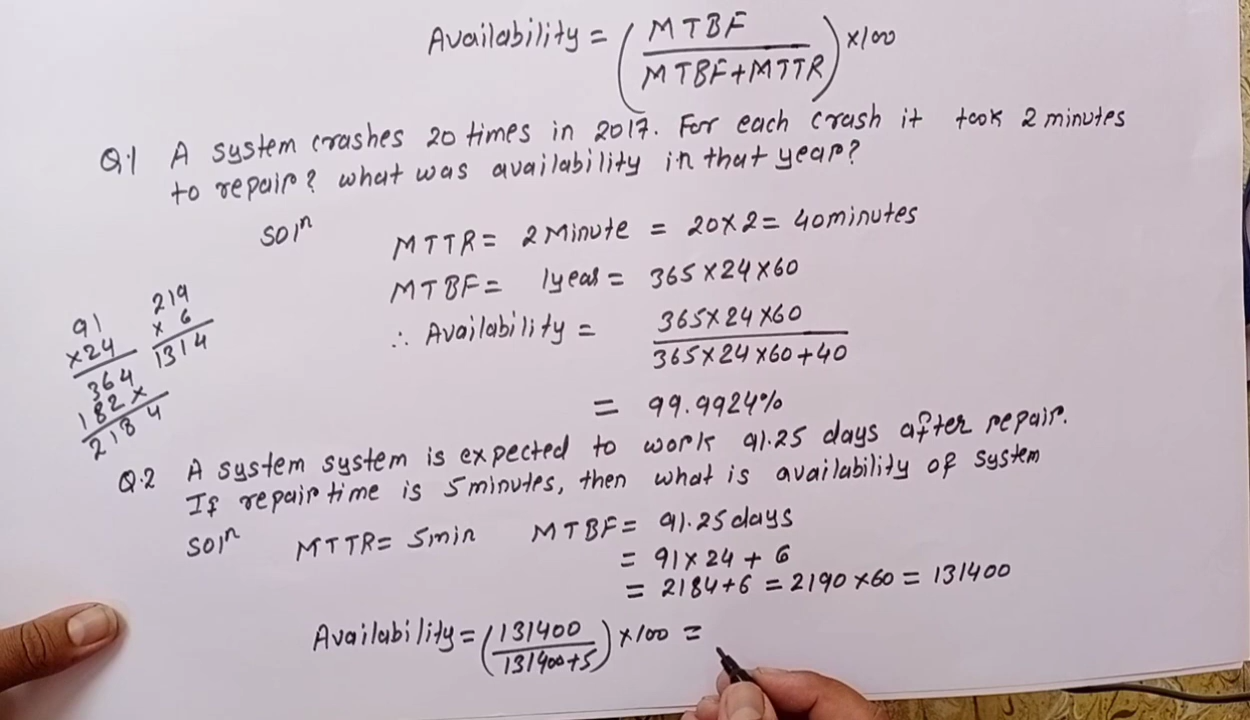 Availability = (MTBF / MTBF+MTTR) ×100
Q.1 A system crashes 20 times in 2017. For each crash it took 2 minutes
to repair? what was availability in that year?
Solⁿ
MTTR = 2 Minute = 20×2 = 40 minutes
MTBF = 1year = 365×24×60
∴ Availability = 365×24×60 / 365×24×60+40
= 99.9924%
91
×24
364
182×
2184
219
× 6
1314
Q.2 A system system is expected to work 91.25 days after repair.
If repair time is 5 minutes, then what is availability of system
Solⁿ MTTR = 5min MTBF = 91.25 days
= 91×24 + 6
= 2184+6 = 2190×60 = 131400
Availability = (131400 / 131400+5) ×100 =